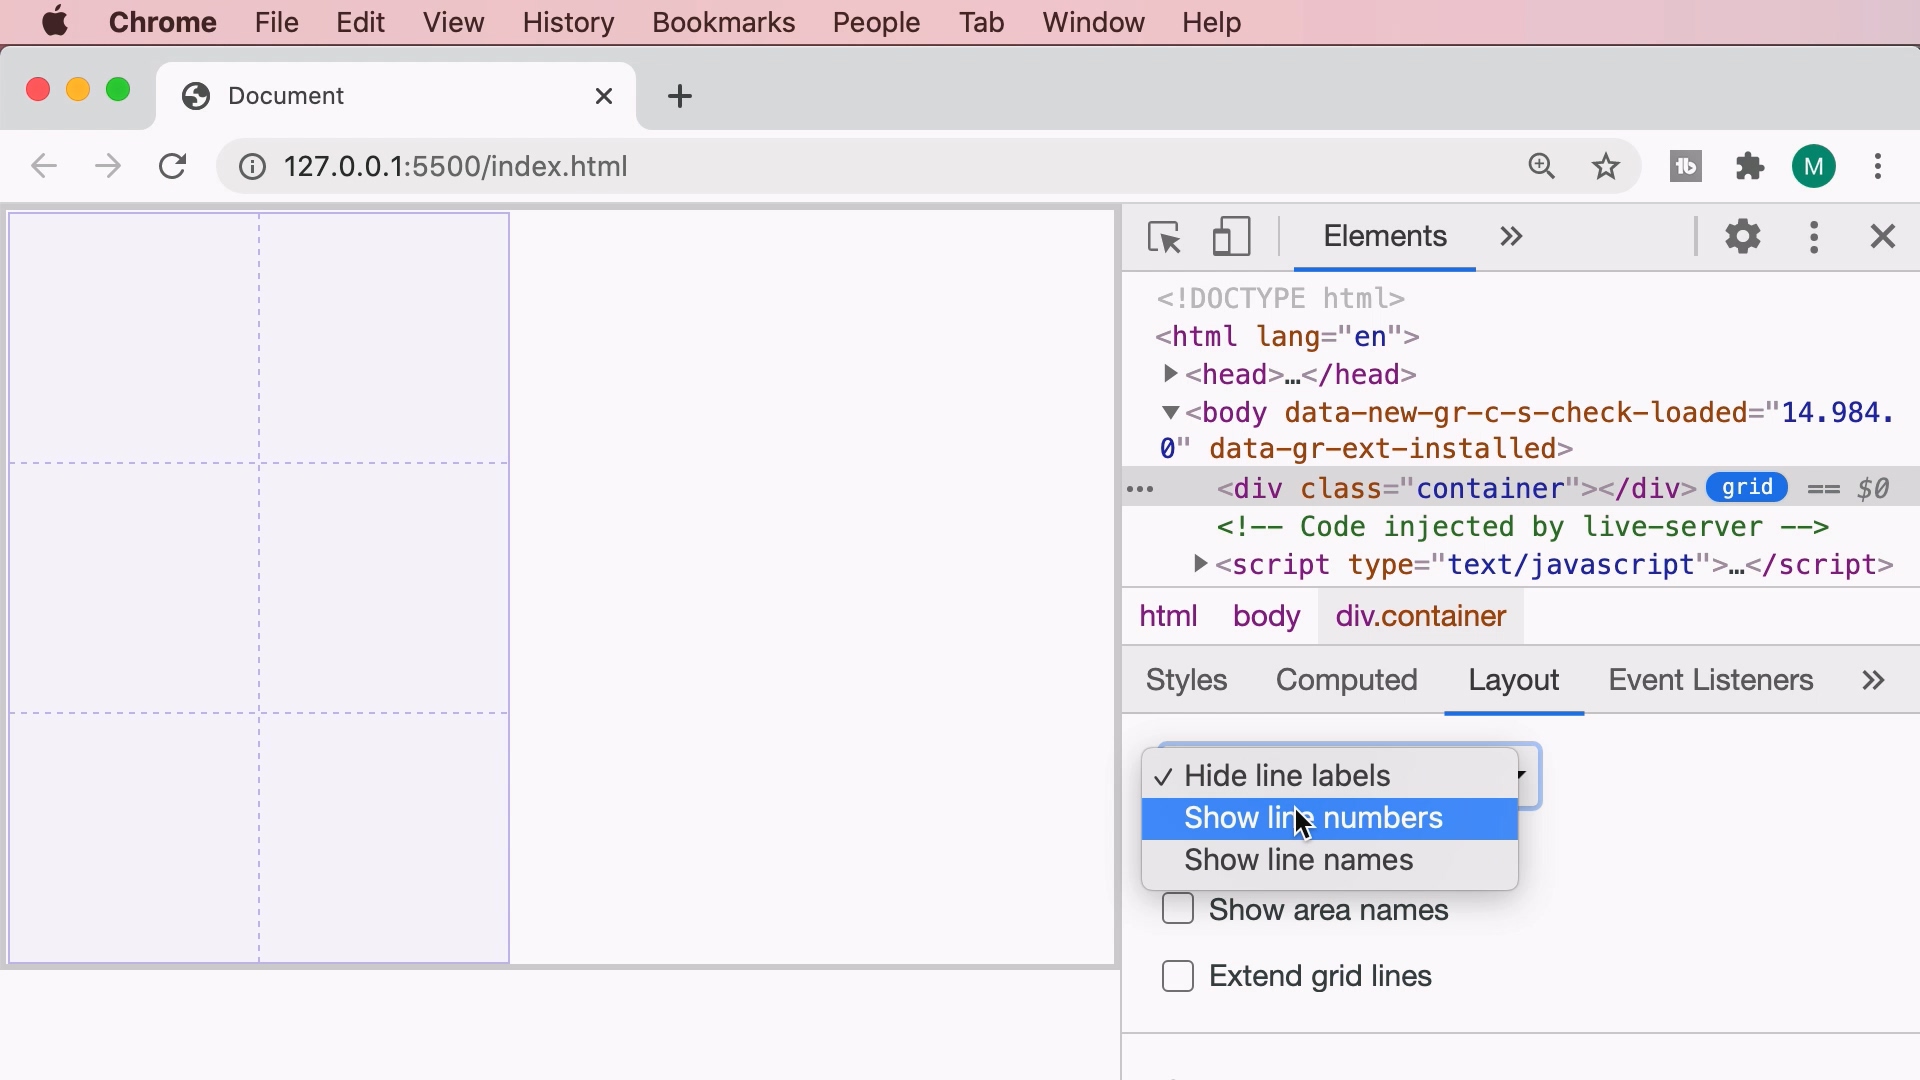 Chrome File Edit View History Bookmarks People Tab Window Help
Document
127.0.0.1:5500/index.html
M
Elements
<!DOCTYPE html>
<html lang="en">
<head>…</head>
<body data-new-gr-c-s-check-loaded="14.984.
0" data-gr-ext-installed>
<div class="container"></div> grid == $0
<!-- Code injected by live-server -->
<script type="text/javascript">…</script>
html body div.container
Styles Computed Layout Event Listeners
✓ Hide line labels
Show line numbers
Show line names
Show area names
Extend grid lines